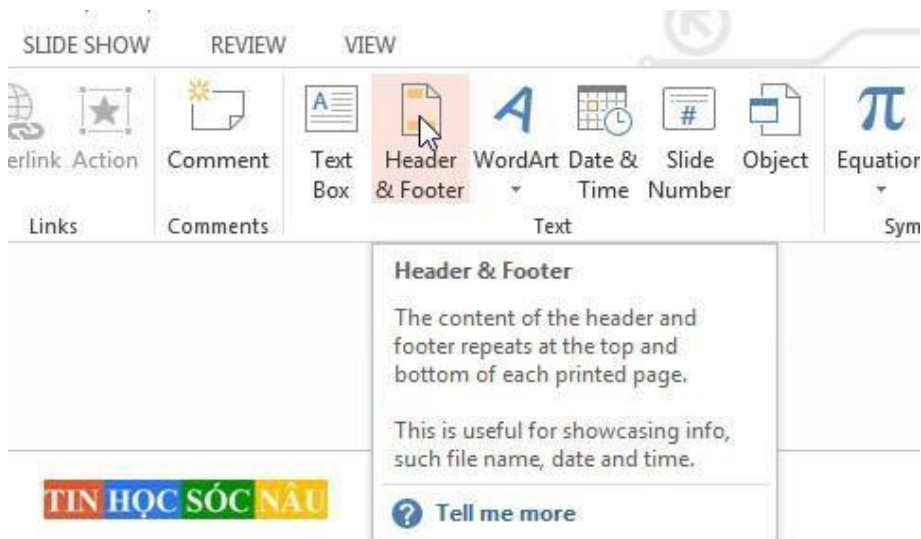 SLIDE SHOW REVIEW VIEW
erlink Action Comment Text Header WordArt Date & Slide Object Equation
Box & Footer Time Number
Links Comments Text Sym
Header & Footer
The content of the header and
footer repeats at the top and
bottom of each printed page.
This is useful for showcasing info,
such file name, date and time.
Tell me more
TIN HỌC SÓC NÂU